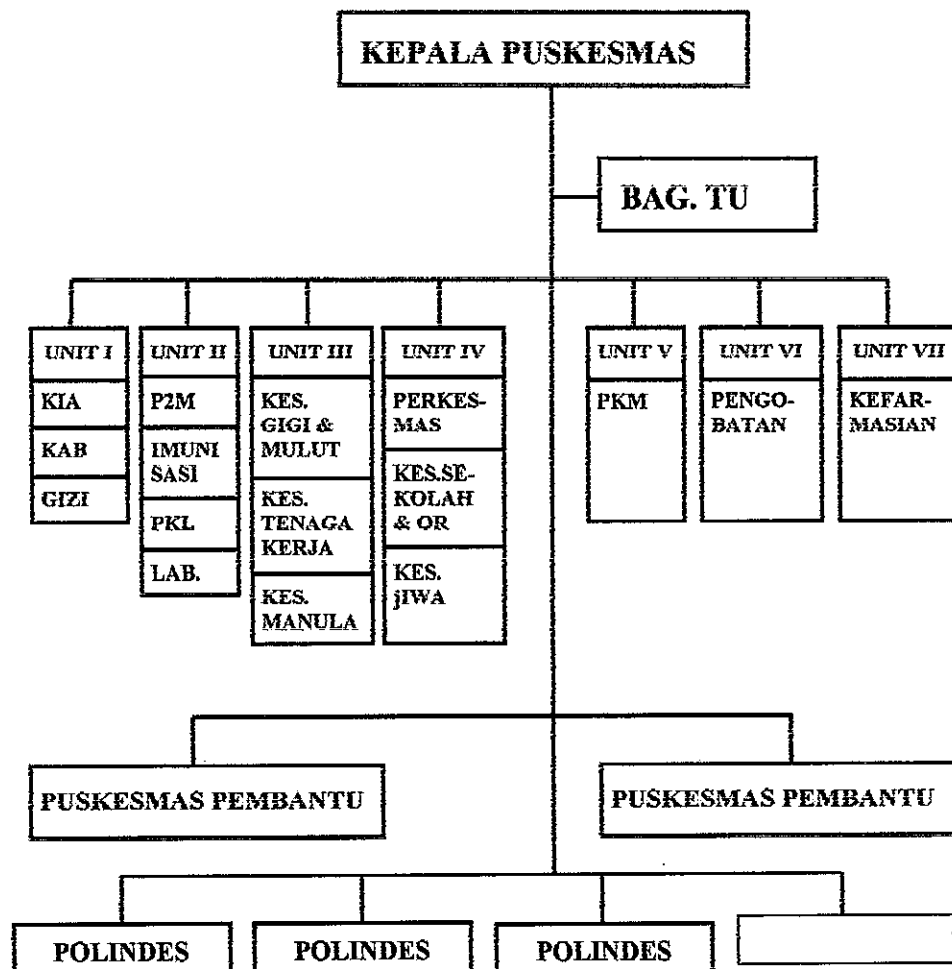 KEPALA PUSKESMAS
BAG. TU
UNIT I
KIA
KAB
GIZI
UNIT II
P2M
IMUNI
SASI
PKL
LAB.
UNIT III
KES.
GIGI &
MULUT
KES.
TENAGA
KERJA
KES.
MANULA
UNIT IV
PERKES-
MAS
KES.SE-
KOLAH
& OR
KES.
jIWA
UNIT V
PKM
UNIT VI
PENGO-
BATAN
UNIT VII
KEFAR-
MASIAN
PUSKESMAS PEMBANTU
PUSKESMAS PEMBANTU
POLINDES
POLINDES
POLINDES